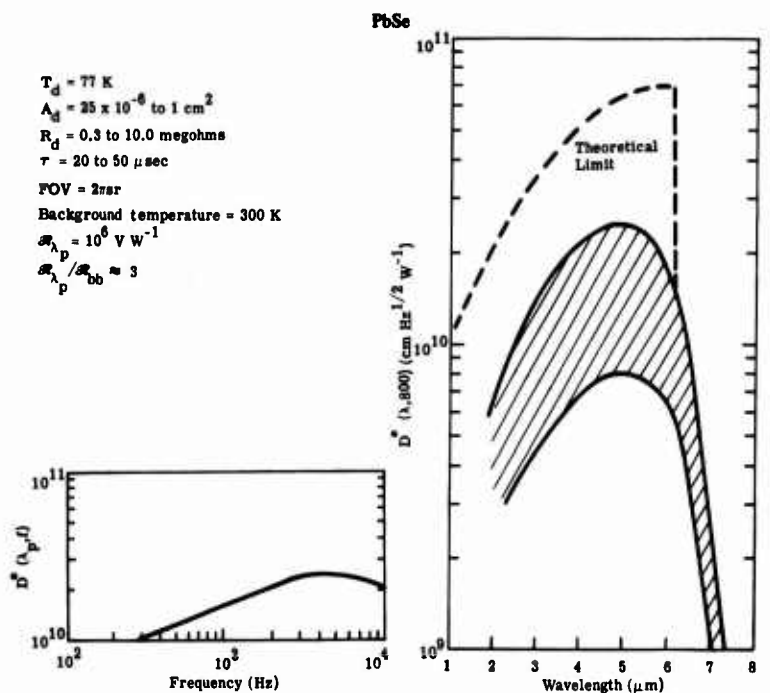 PbSe
T_d = 77 K
A_d = 25 x 10^-6 to 1 cm^2
R_d = 0.3 to 10.0 megohms
τ = 20 to 50 μsec
FOV = 2πsr
Background temperature = 300 K
ℛ_λp = 10^6 V W^-1
ℛ_λp/ℛ_bb ≈ 3
10^11
D* (λ_p,f)
10^10
10^2
10^3
10^4
Frequency (Hz)
10^11
Theoretical
Limit
D* (λ,800) (cm Hz^1/2 W^-1)
10^10
10^9
1 2 3 4 5 6 7 8
Wavelength (μm)